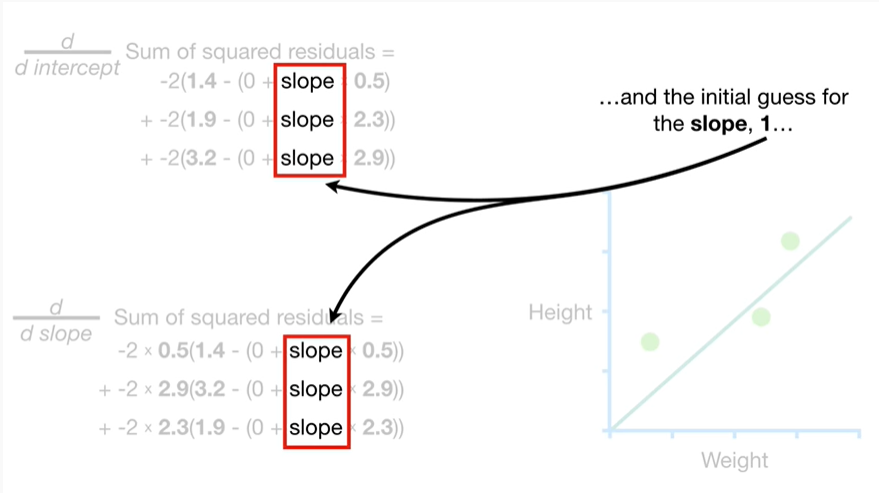 d
d intercept
Sum of squared residuals =
-2(1.4 - (0 + slope 0.5)
+ -2(1.9 - (0 + slope 2.3))
+ -2(3.2 - (0 + slope 2.9))
…and the initial guess for
the slope, 1…
d
d slope
Sum of squared residuals =
-2 × 0.5(1.4 - (0 + slope × 0.5))
+ -2 × 2.9(3.2 - (0 + slope × 2.9))
+ -2 × 2.3(1.9 - (0 + slope × 2.3))
Height
Weight